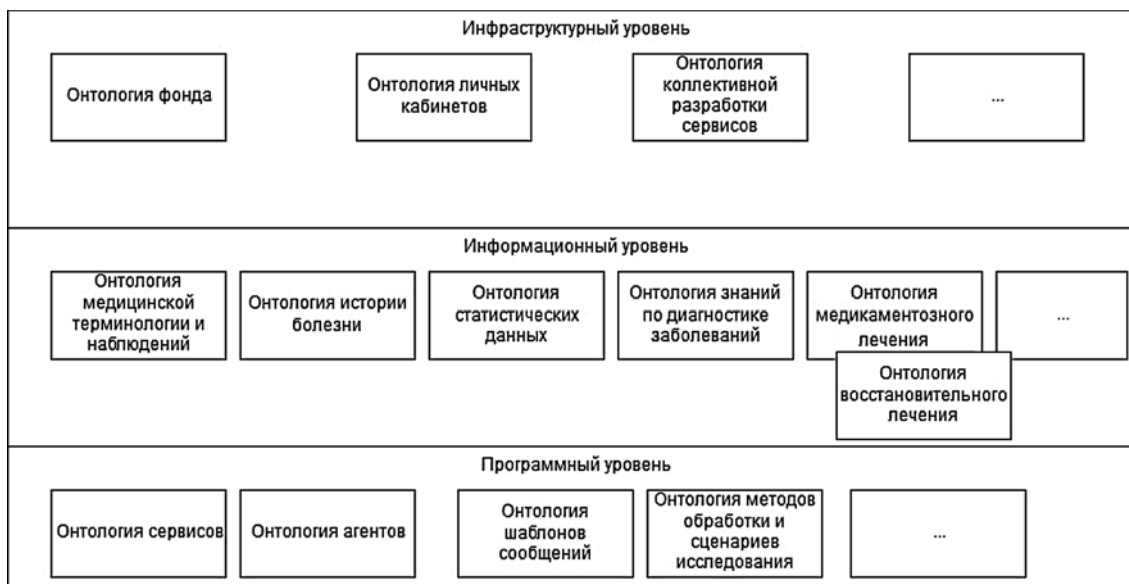 Инфраструктурный уровень
Онтология фонда
Онтология личных
кабинетов
Онтология
коллективной
разработки
сервисов
...
Информационный уровень
Онтология
медицинской
терминологии и
наблюдений
Онтология истории
болезни
Онтология
статистических
данных
Онтология знаний
по диагностике
заболеваний
Онтология
медикаментозного
лечения
...
Онтология
восстановительного
лечения
Программный уровень
Онтология сервисов
Онтология агентов
Онтология
шаблонов
сообщений
Онтология методов
обработки и
сценариев
исследования
...